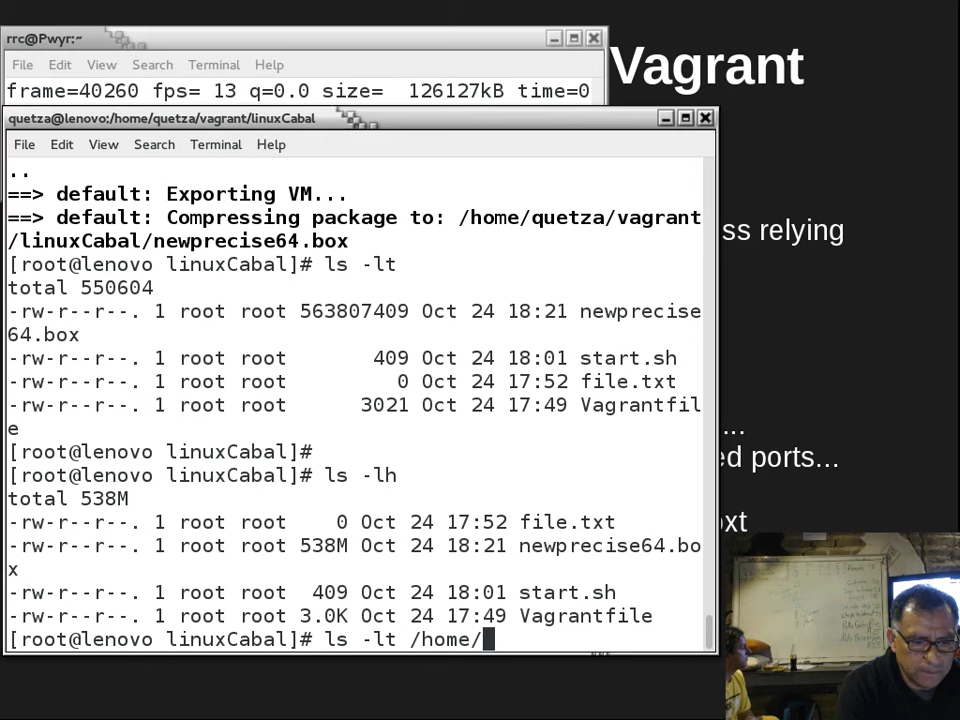 rrc@Pwyr:~
File Edit View Search Terminal Help
frame=40260 fps= 13 q=0.0 size=  126127kB time=0
Vagrant
quetza@lenovo:/home/quetza/vagrant/linuxCabal
File Edit View Search Terminal Help
..
==> default: Exporting VM...
==> default: Compressing package to: /home/quetza/vagrant
/linuxCabal/newprecise64.box
ss relying
[root@lenovo linuxCabal]# ls -lt
total 550604
-rw-r--r--. 1 root root 563807409 Oct 24 18:21 newprecise
64.box
-rw-r--r--. 1 root root       409 Oct 24 18:01 start.sh
-rw-r--r--. 1 root root         0 Oct 24 17:52 file.txt
-rw-r--r--. 1 root root      3021 Oct 24 17:49 Vagrantfil
e
...
[root@lenovo linuxCabal]#
ed ports...
[root@lenovo linuxCabal]# ls -lh
total 538M
-rw-r--r--. 1 root root    0 Oct 24 17:52 file.txt
oxt
-rw-r--r--. 1 root root 538M Oct 24 18:21 newprecise64.bo
x
-rw-r--r--. 1 root root  409 Oct 24 18:01 start.sh
-rw-r--r--. 1 root root 3.0K Oct 24 17:49 Vagrantfile
[root@lenovo linuxCabal]# ls -lt /home/